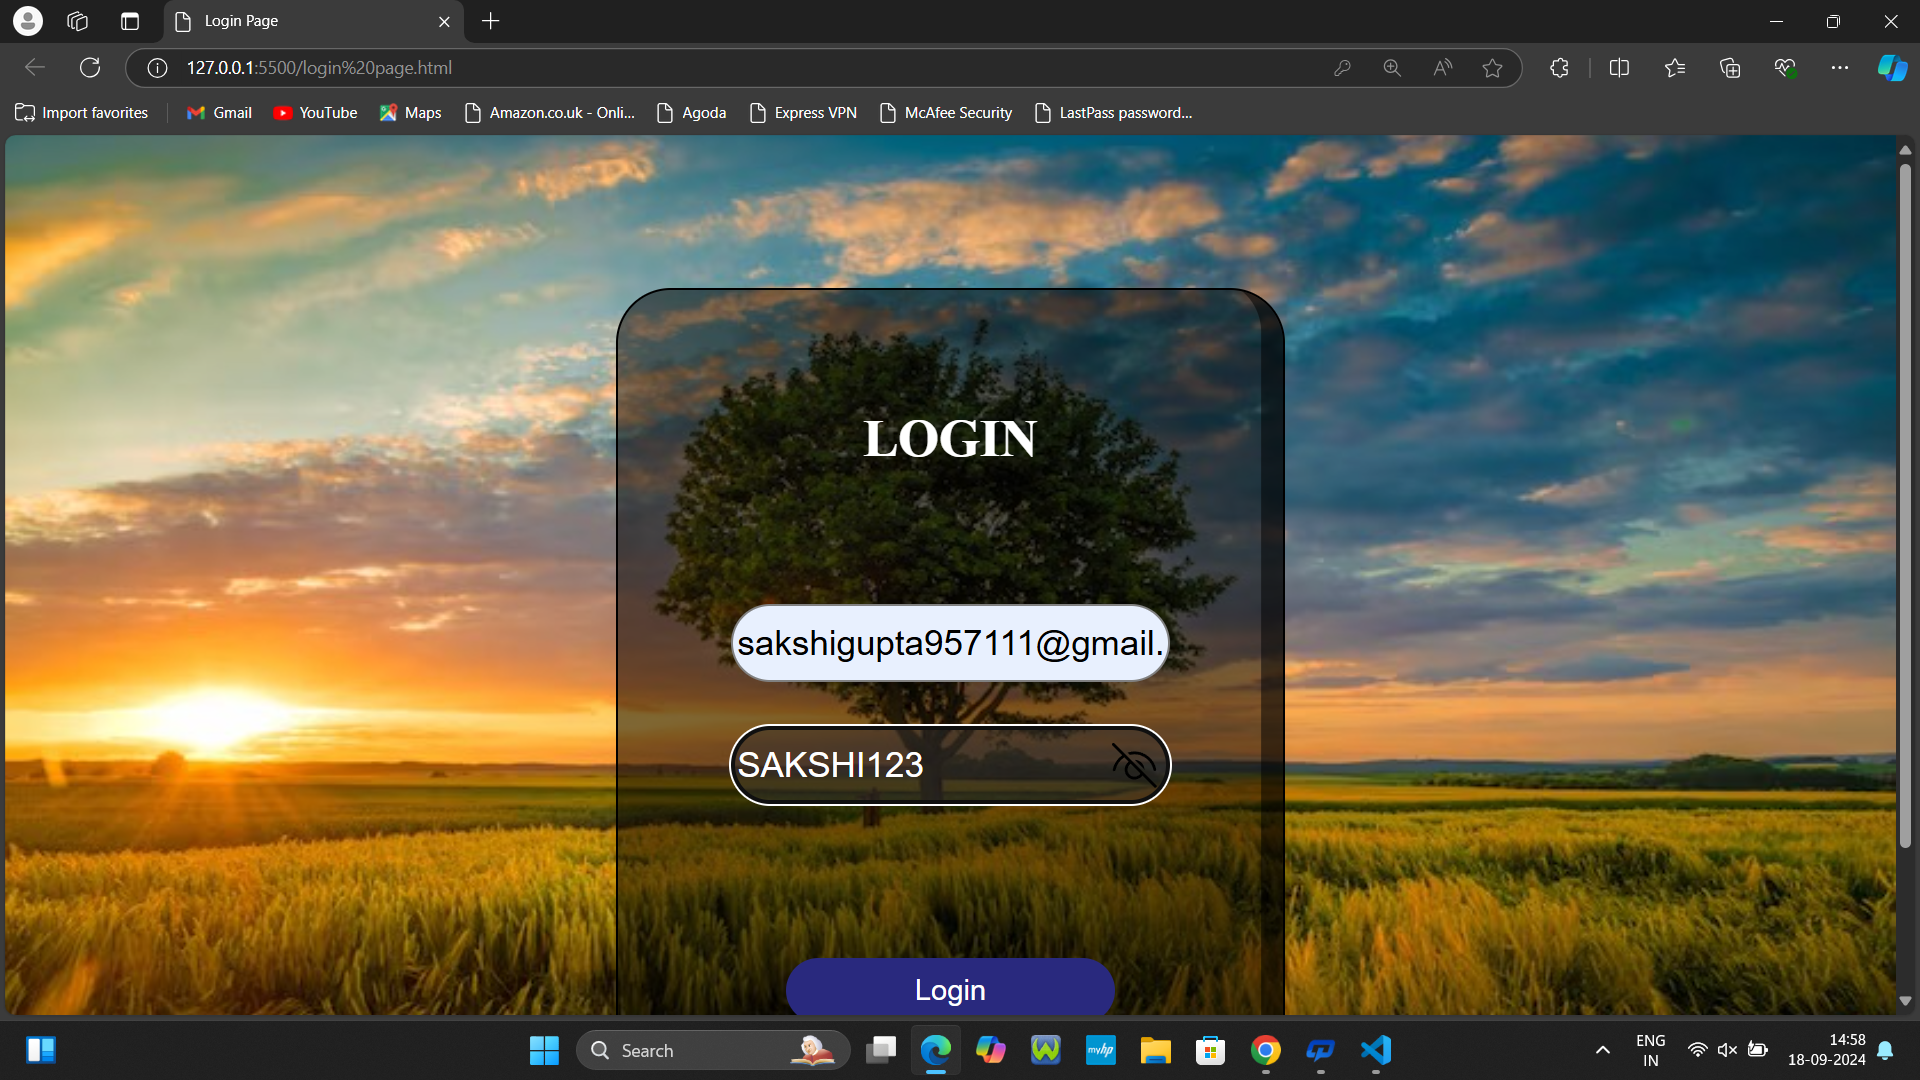 Login Page
127.0.0.1:5500/login%20page.html
Import favorites
Gmail
YouTube
Maps
Amazon.co.uk - Onli...
Agoda
Express VPN
McAfee Security
LastPass password...
LOGIN
sakshigupta957111@gmail.
SAKSHI123
Login
Search
myhp
ENG
IN
14:58
18-09-2024